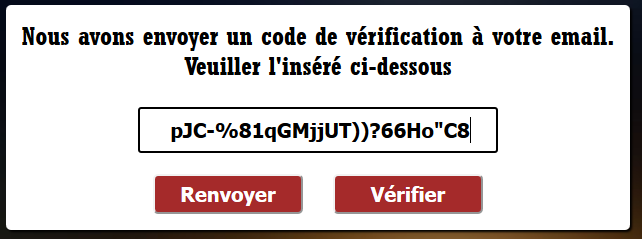 Nous avons envoyer un code de vérification à votre email.
Veuiller l'inséré ci-dessous
pJC-%81qGMjjUT))?66Ho"C8
Renvoyer
Vérifier